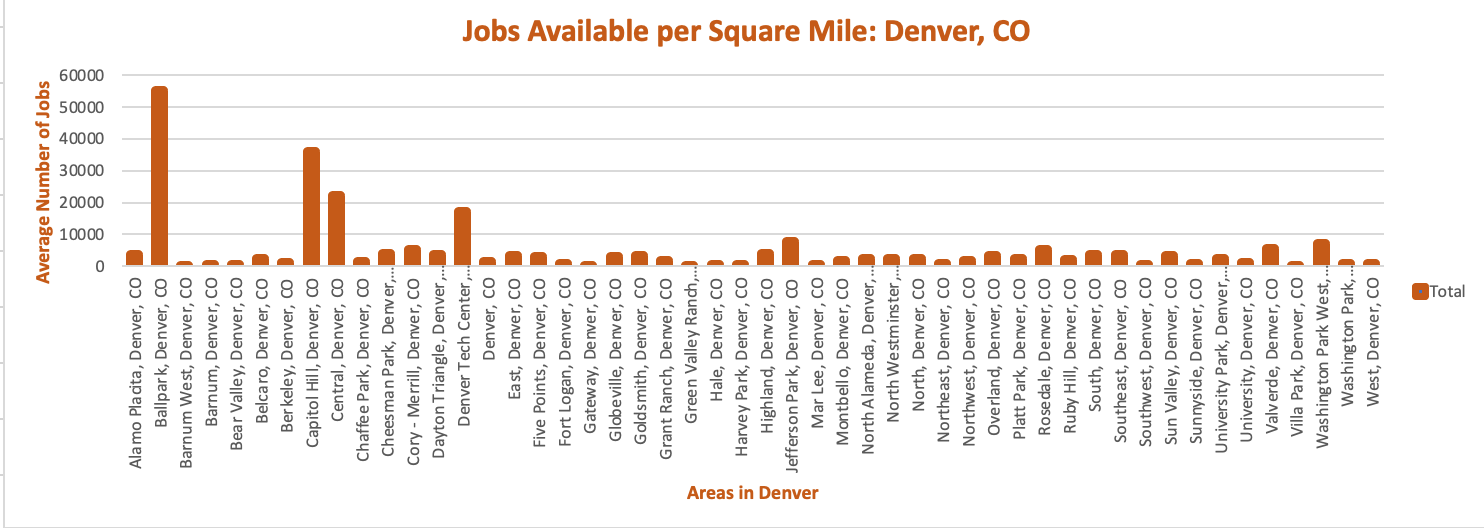 Jobs Available per Square Mile: Denver, CO
Average Number of Jobs
60000
50000
40000
30000
20000
10000
0
Alamo Placita, Denver, CO
Ballpark, Denver, CO
Barnum West, Denver, CO
Barnum, Denver, CO
Bear Valley, Denver, CO
Belcaro, Denver, CO
Berkeley, Denver, CO
Capitol Hill, Denver, CO
Central, Denver, CO
Chaffee Park, Denver, CO
Cheesman Park, Denver,...
Cory - Merrill, Denver, CO
Dayton Triangle, Denver,...
Denver Tech Center,...
Denver, CO
East, Denver, CO
Five Points, Denver, CO
Fort Logan, Denver, CO
Gateway, Denver, CO
Globeville, Denver, CO
Goldsmith, Denver, CO
Grant Ranch, Denver, CO
Green Valley Ranch,...
Hale, Denver, CO
Harvey Park, Denver, CO
Highland, Denver, CO
Jefferson Park, Denver, CO
Mar Lee, Denver, CO
Montbello, Denver, CO
North Alameda, Denver,...
North Westminster,...
North, Denver, CO
Northeast, Denver, CO
Northwest, Denver, CO
Overland, Denver, CO
Platt Park, Denver, CO
Rosedale, Denver, CO
Ruby Hill, Denver, CO
South, Denver, CO
Southeast, Denver, CO
Southwest, Denver, CO
Sun Valley, Denver, CO
Sunnyside, Denver, CO
University Park, Denver,...
University, Denver, CO
Valverde, Denver, CO
Villa Park, Denver, CO
Washington Park West,...
Washington Park,...
West, Denver, CO
Areas in Denver
Total